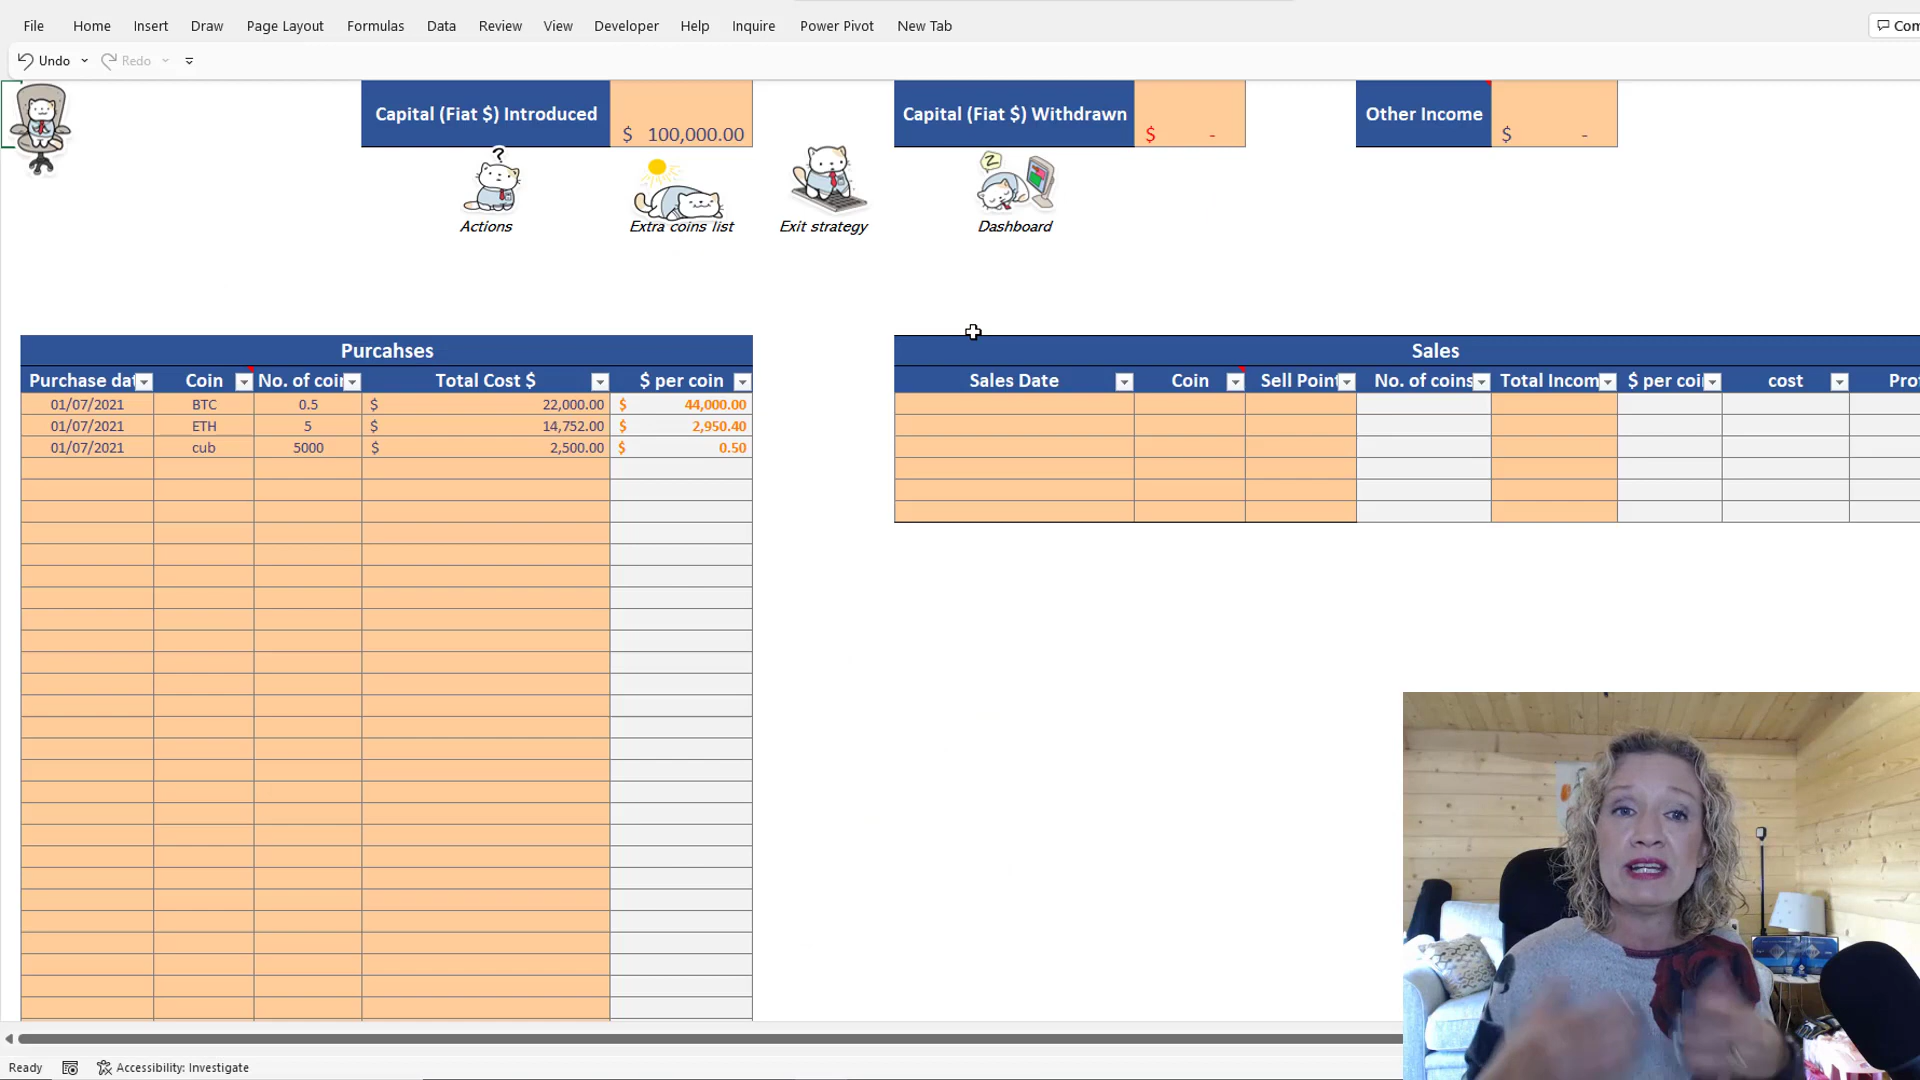 File Home Insert Draw Page Layout Formulas Data Review View Developer Help Inquire Power Pivot New Tab Com
Undo Redo
Capital (Fiat $) Introduced $ 100,000.00 Capital (Fiat $) Withdrawn $ - Other Income $ -
?
Z
Actions Extra coins list Exit strategy Dashboard
Purcahses Sales
Purchase dat Coin No. of coin Total Cost $ $ per coin Sales Date Coin Sell Point No. of coins Total Incom $ per coi cost Prof
01/07/2021 BTC 0.5 $ 22,000.00 $ 44,000.00
01/07/2021 ETH 5 $ 14,752.00 $ 2,950.40
01/07/2021 cub 5000 $ 2,500.00 $ 0.50
Ready Accessibility: Investigate